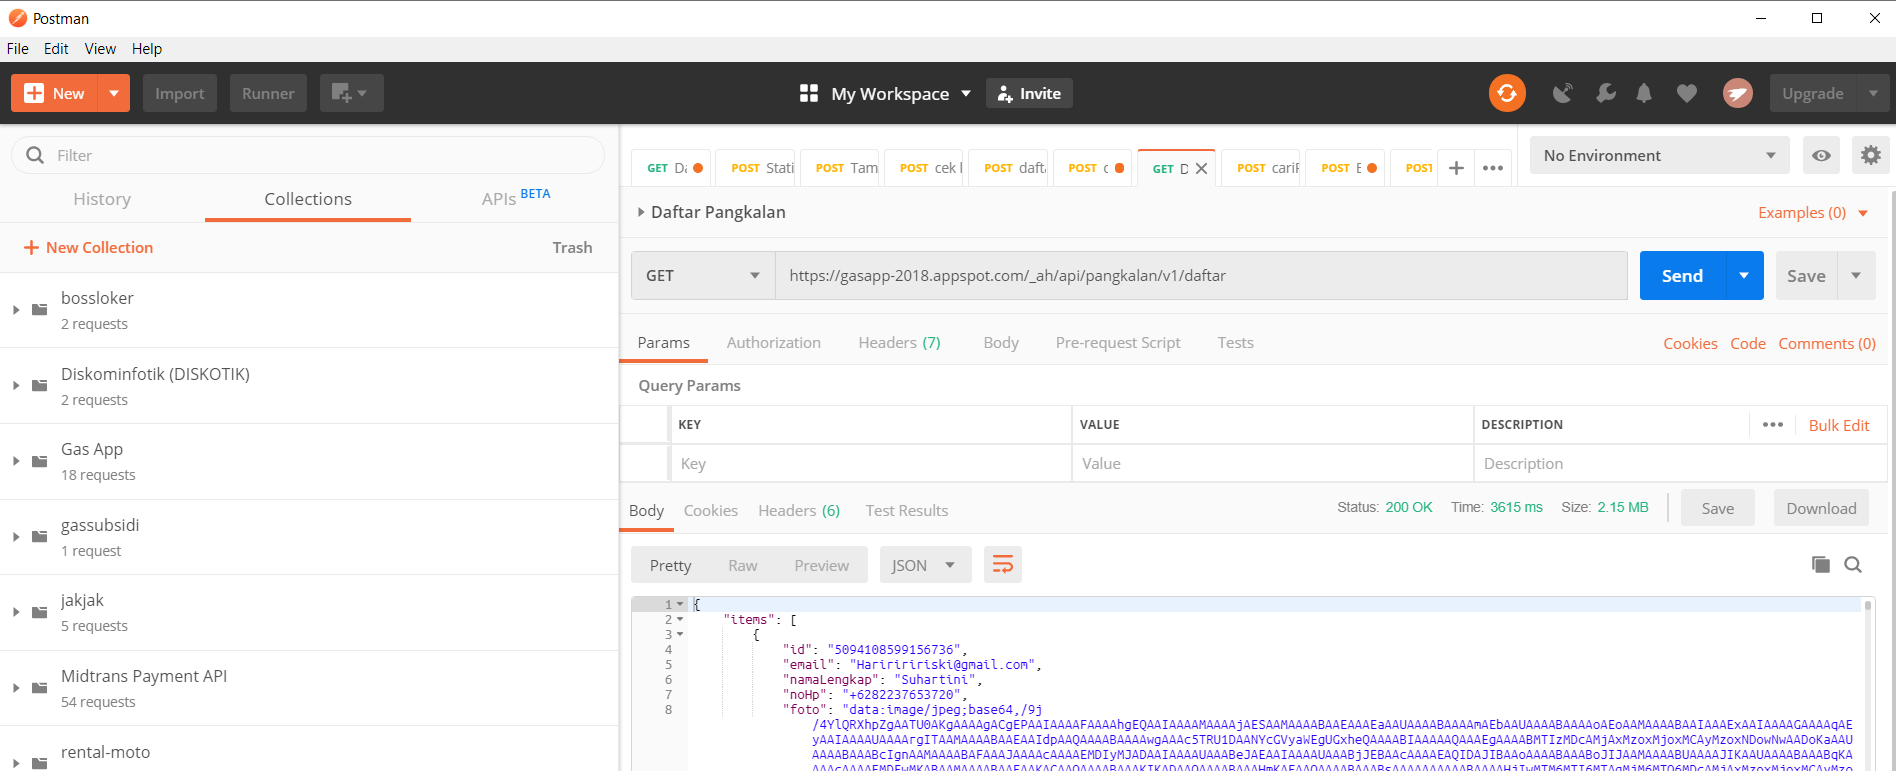 Postman
File Edit View Help
New Import Runner My Workspace Invite Upgrade
Filter
History Collections APIs BETA
New Collection Trash
bossloker
2 requests
Diskominfotik (DISKOTIK)
2 requests
Gas App
18 requests
gassubsidi
1 request
jakjak
5 requests
Midtrans Payment API
54 requests
rental-moto
GET Da POST Stati POST Tam POST cek l POST dafta POST c GET D POST cariF POST E POST
No Environment
Daftar Pangkalan Examples (0)
GET https://gasapp-2018.appspot.com/_ah/api/pangkalan/v1/daftar Send Save
Params Authorization Headers (7) Body Pre-request Script Tests Cookies Code Comments (0)
Query Params
KEY VALUE DESCRIPTION Bulk Edit
Key Value Description
Body Cookies Headers (6) Test Results Status: 200 OK Time: 3615 ms Size: 2.15 MB Save Download
Pretty Raw Preview JSON
1 {
2 "items": [
3 {
4 "id": "5094108599156736",
5 "email": "Haririririski@gmail.com",
6 "namaLengkap": "Suhartini",
7 "noHp": "+6282237653720",
8 "foto": "data:image/jpeg;base64,/9j